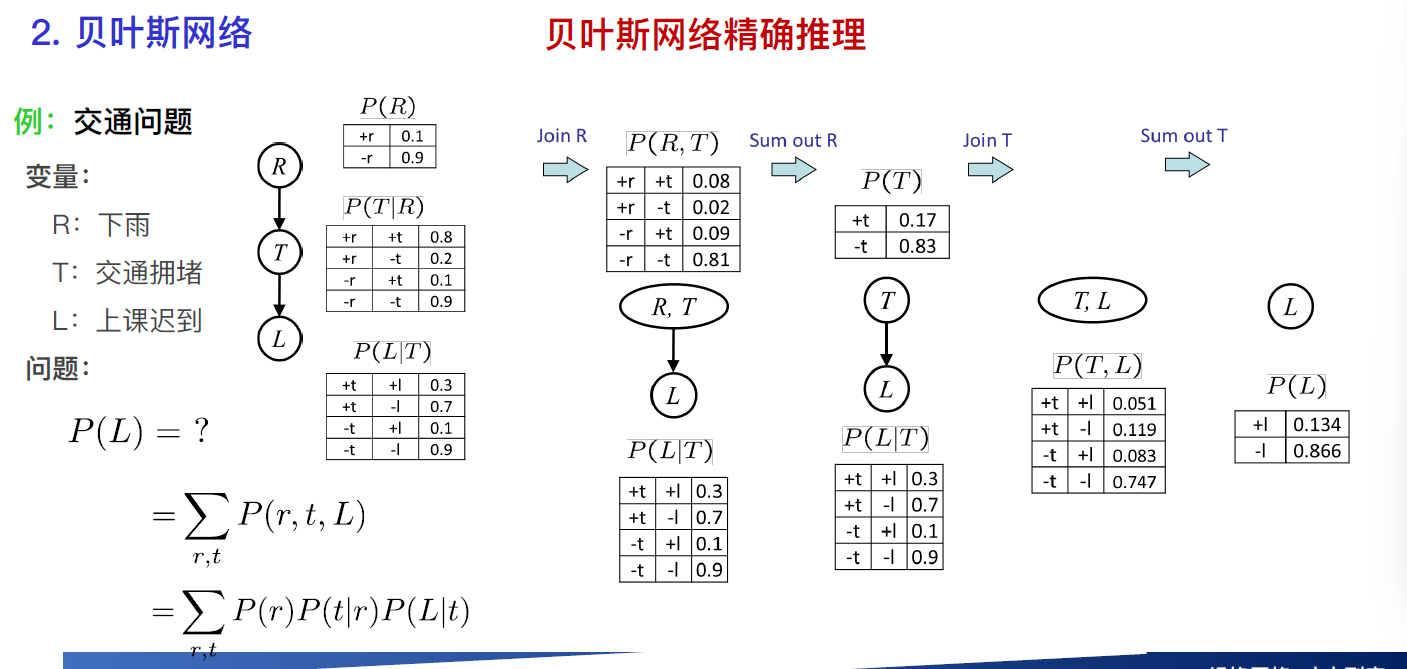 2. 贝叶斯网络
贝叶斯网络精确推理
例：交通问题
变量：
R：下雨
T：交通拥堵
L：上课迟到
问题：
P(L) = ?
= ∑ P(r, t, L)
r,t
= ∑ P(r)P(t|r)P(L|t)
r,t
R
T
L
P(R)
+r 0.1
-r 0.9
P(T|R)
+r +t 0.8
+r -t 0.2
-r +t 0.1
-r -t 0.9
P(L|T)
+t +l 0.3
+t -l 0.7
-t +l 0.1
-t -l 0.9
Join R
P(R, T)
+r +t 0.08
+r -t 0.02
-r +t 0.09
-r -t 0.81
R, T
L
P(L|T)
+t +l 0.3
+t -l 0.7
-t +l 0.1
-t -l 0.9
Sum out R
P(T)
+t 0.17
-t 0.83
T
L
P(L|T)
+t +l 0.3
+t -l 0.7
-t +l 0.1
-t -l 0.9
Join T
T, L
P(T, L)
+t +l 0.051
+t -l 0.119
-t +l 0.083
-t -l 0.747
Sum out T
L
P(L)
+l 0.134
-l 0.866